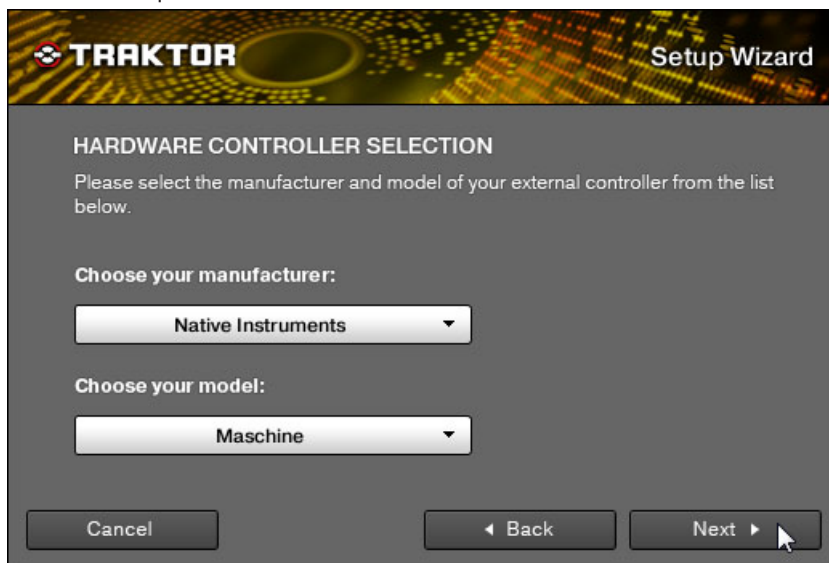 TRAKTOR
Setup Wizard
HARDWARE CONTROLLER SELECTION
Please select the manufacturer and model of your external controller from the list
below.
Choose your manufacturer:
Native Instruments
Choose your model:
Maschine
Cancel
Back
Next